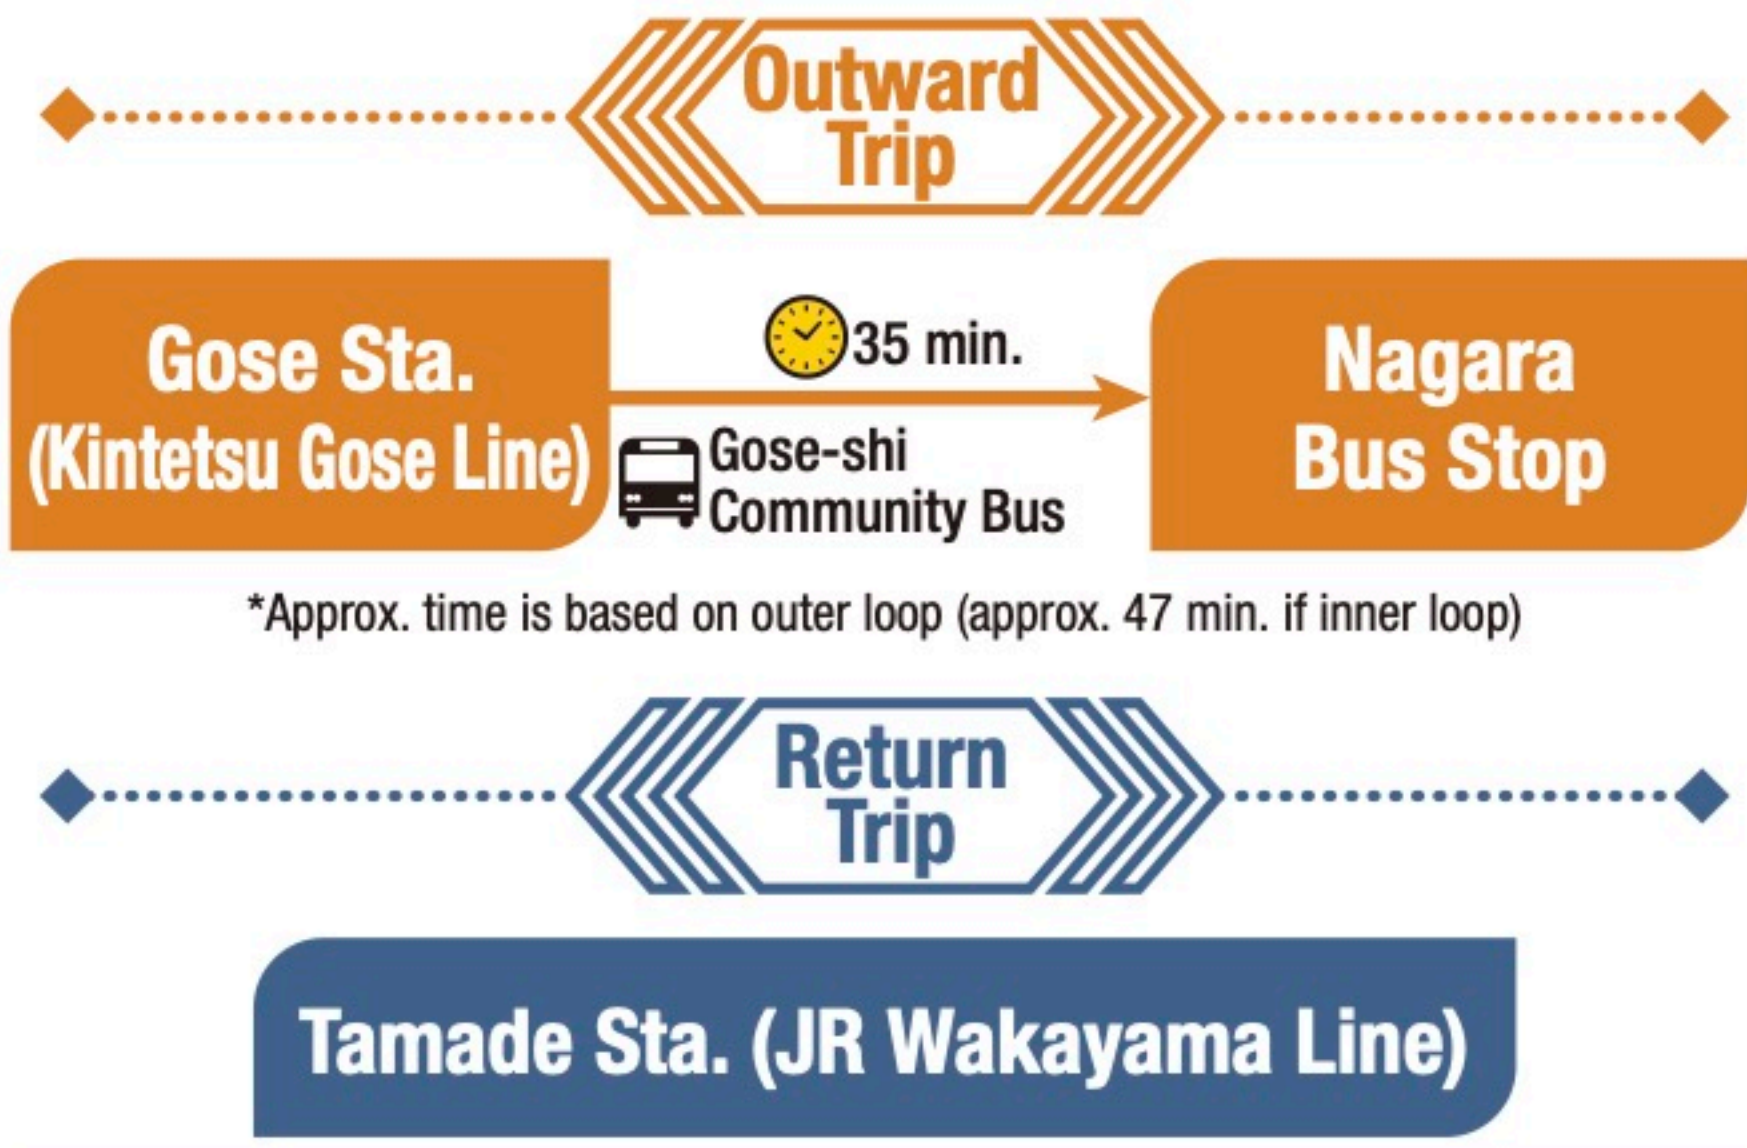 Outward
Trip
Gose Sta.
(Kintetsu Gose Line)
35 min.
Gose-shi
Community Bus
Nagara
Bus Stop
*Approx. time is based on outer loop (approx. 47 min. if inner loop)
Return
Trip
Tamade Sta. (JR Wakayama Line)